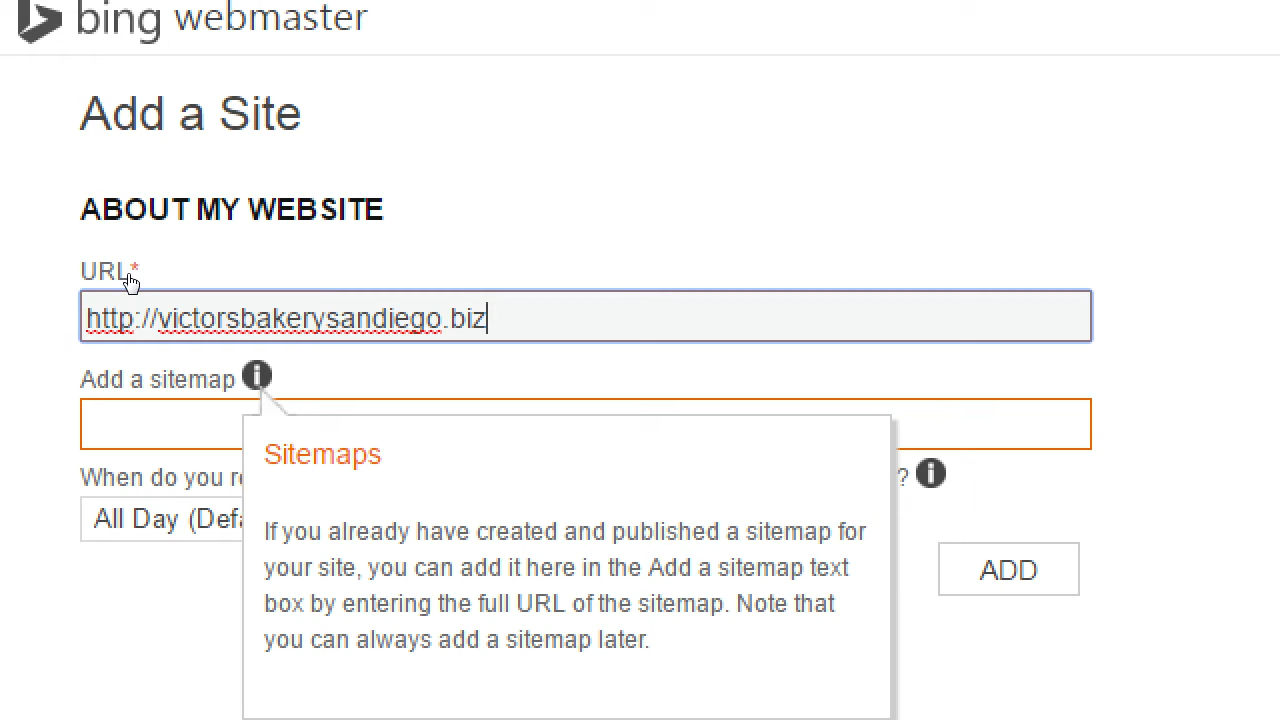 bing webmaster
Add a Site
ABOUT MY WEBSITE
URL*
http://victorsbakerysandiego.biz
Add a sitemap
Sitemaps
When do you r
?
All Day (Def
If you already have created and published a sitemap for
your site, you can add it here in the Add a sitemap text
box by entering the full URL of the sitemap. Note that
you can always add a sitemap later.
ADD